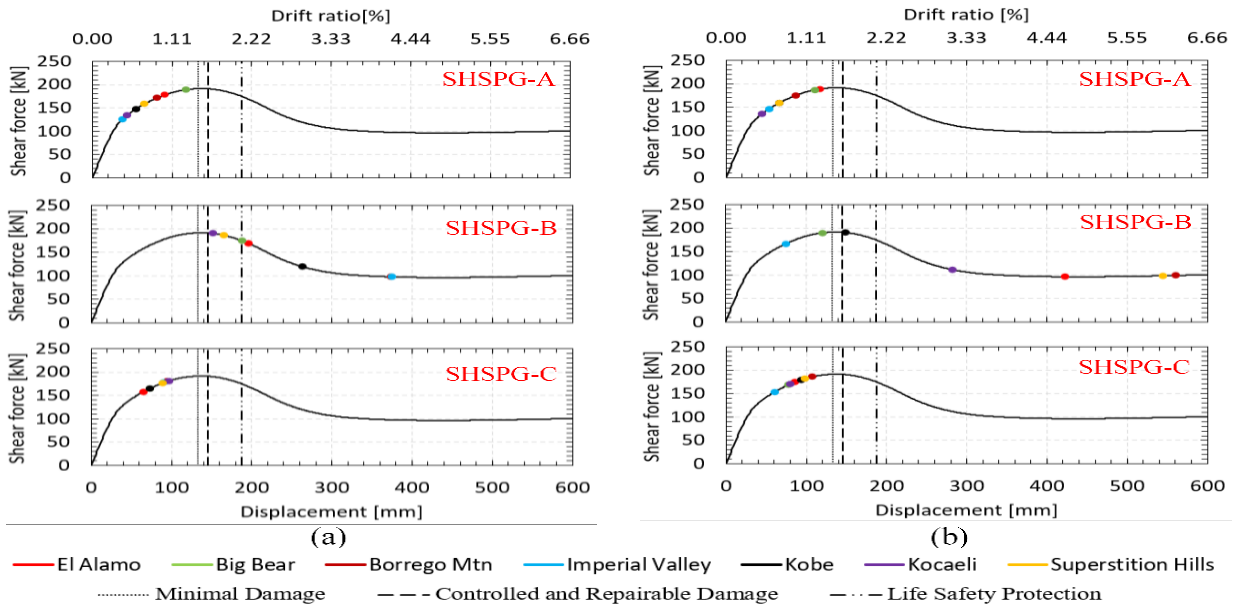 Drift ratio[%]
0.00 1.11 2.22 3.33 4.44 5.55 6.66
Shear force [kN]
250
200
150
100
50
0
SHSPG-A
Shear force [kN]
250
200
150
100
50
0
SHSPG-B
Shear force [kN]
250
200
150
100
50
0
SHSPG-C
0 100 200 300 400 500 600
Displacement [mm]
(a)
Drift ratio [%]
0.00 1.11 2.22 3.33 4.44 5.55 6.66
Shear force [kN]
250
200
150
100
50
0
SHSPG-A
Shear force [kN]
250
200
150
100
50
0
SHSPG-B
Shear force [kN]
250
200
150
100
50
0
SHSPG-C
0 100 200 300 400 500 600
Displacement [mm]
(b)
El Alamo Big Bear Borrego Mtn Imperial Valley Kobe Kocaeli Superstition Hills
Minimal Damage Controlled and Repairable Damage Life Safety Protection